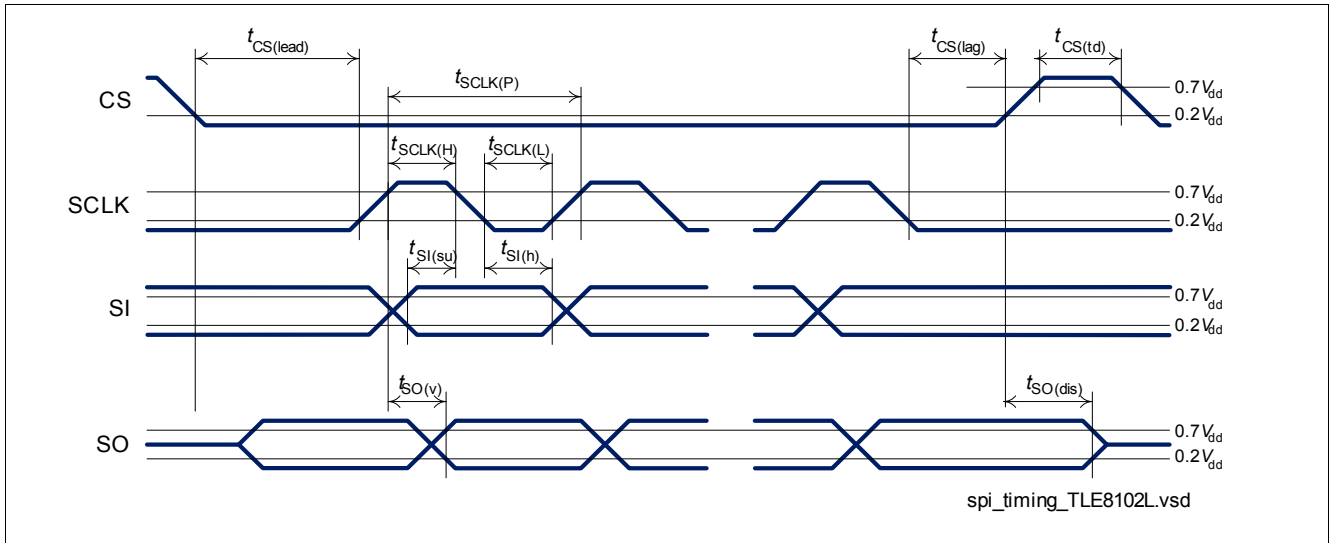 tCS(lead)
tCS(lag)
tCS(td)
CS
tSCLK(P)
0.7Vdd
0.2Vdd
tSCLK(H)
tSCLK(L)
SCLK
0.7Vdd
0.2Vdd
tSI(su)
tSI(h)
SI
0.7Vdd
0.2Vdd
tSO(v)
tSO(dis)
SO
0.7Vdd
0.2Vdd
spi_timing_TLE8102L.vsd